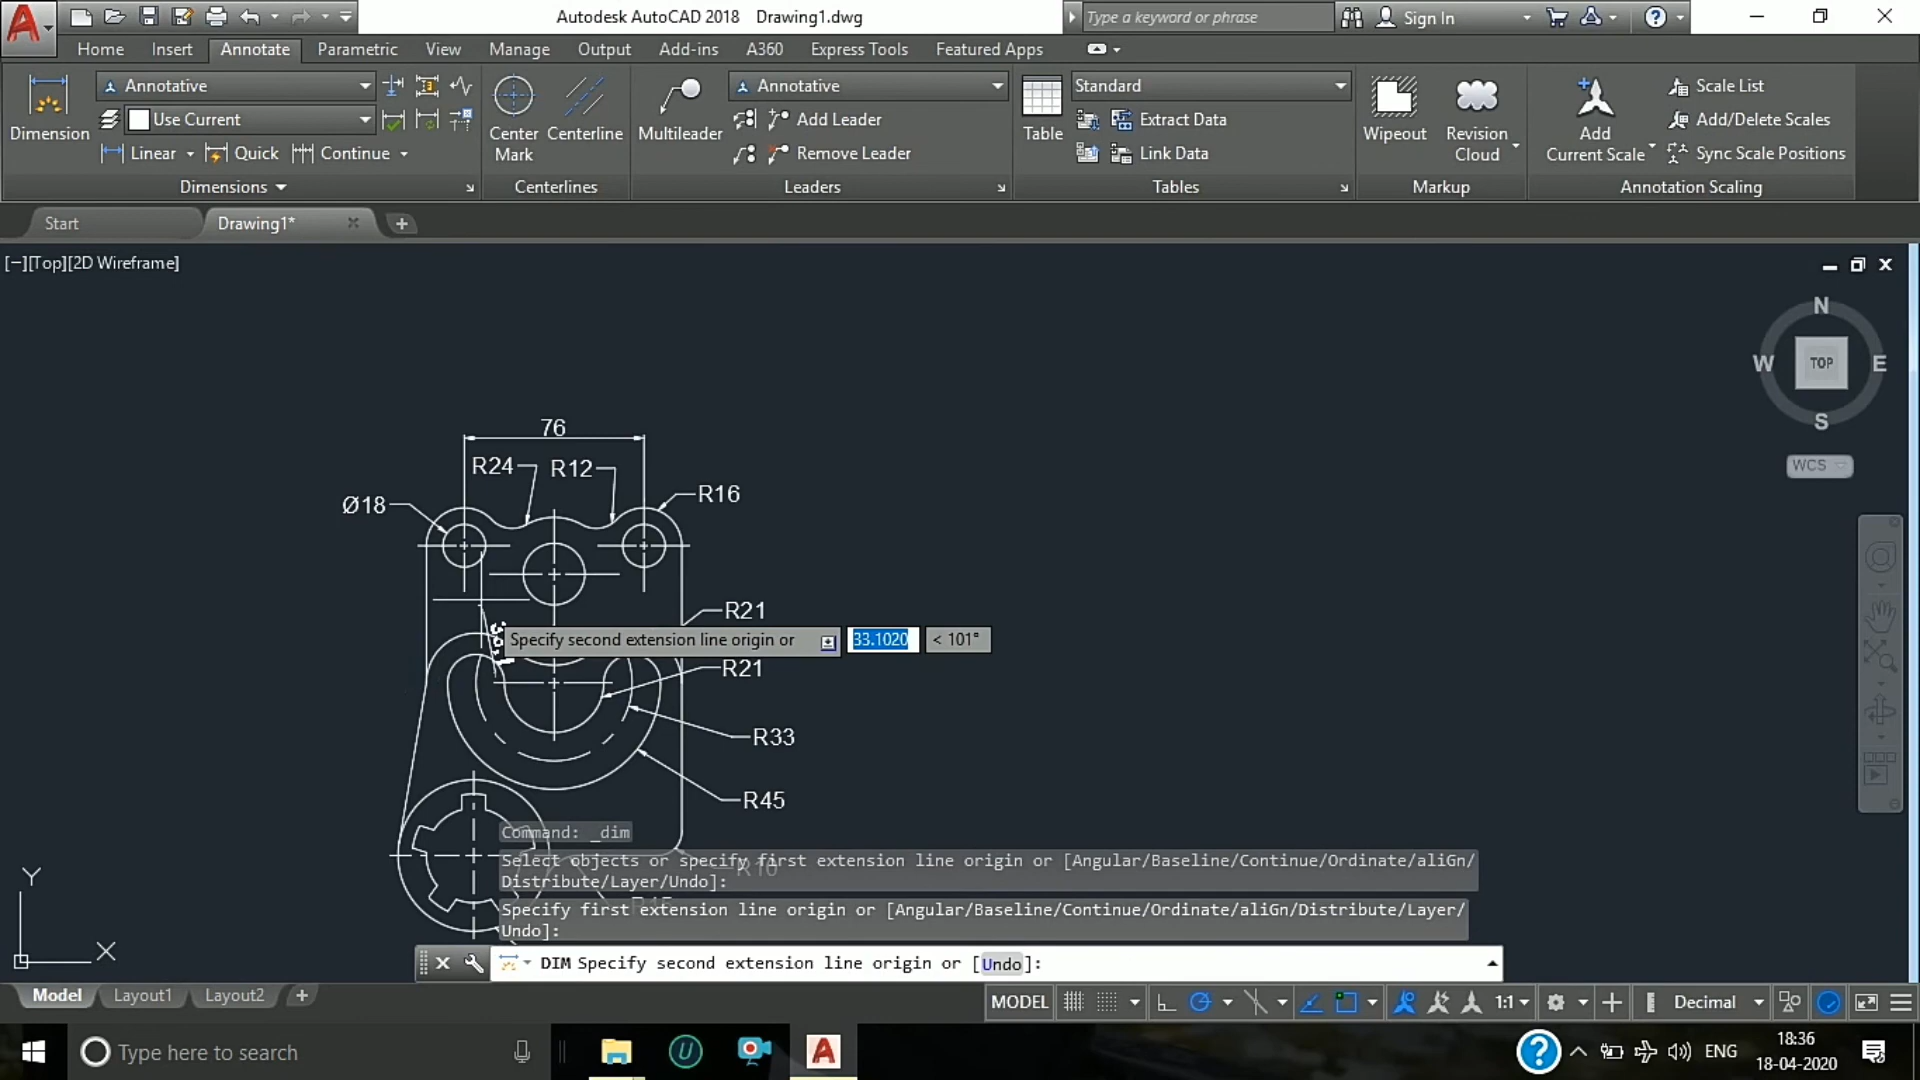 Autodesk AutoCAD 2018 Drawing1.dwg
Type a keyword or phrase
Sign In
Home Insert Annotate Parametric View Manage Output Add-ins A360 Express Tools Featured Apps
Dimension
Annotative
Use Current
Linear Quick Continue
Dimensions
Center Mark
Centerline
Centerlines
Multileader
Annotative
Add Leader
Remove Leader
Leaders
Table
Standard
Extract Data
Link Data
Tables
Wipeout
Revision Cloud
Markup
Add Current Scale
Scale List
Add/Delete Scales
Sync Scale Positions
Annotation Scaling
Start Drawing1*
[−][Top][2D Wireframe]
N
W TOP E
S
WCS
76
R24 R12
R16
Ø18
R21
Specify second extension line origin or 33.1020 < 101°
R21
R33
R45
R10
Command: _dim
Select objects or specify first extension line origin or [Angular/Baseline/Continue/Ordinate/aliGn/
Distribute/Layer/Undo]:
Specify first extension line origin or [Angular/Baseline/Continue/Ordinate/aliGn/Distribute/Layer/
Undo]:
DIM Specify second extension line origin or [Undo]:
Y
X
Model Layout1 Layout2
MODEL 1:1 Decimal
Type here to search
ENG
18:36
18-04-2020